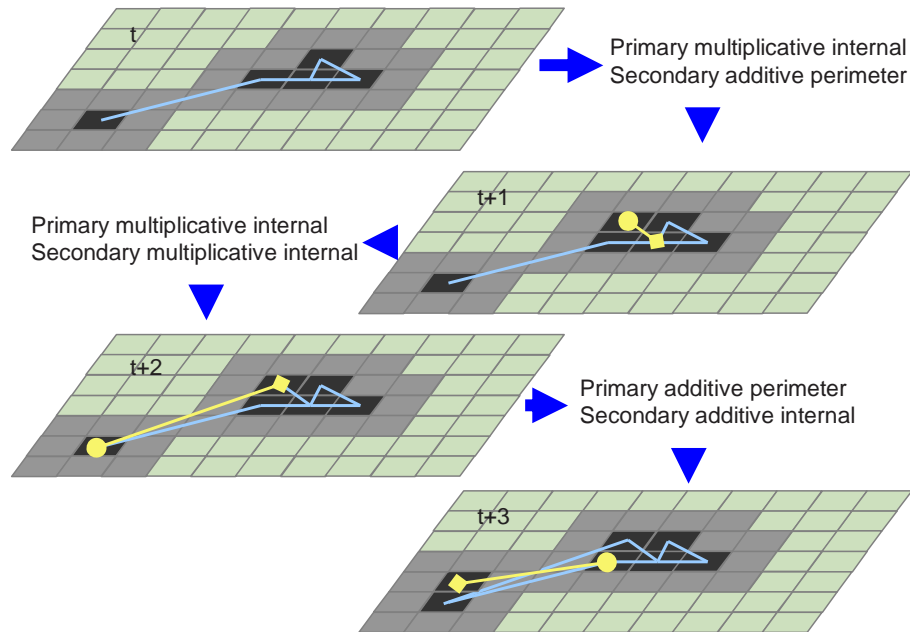 t
Primary multiplicative internal
Secondary additive perimeter
t+1
Primary multiplicative internal
Secondary multiplicative internal
t+2
Primary additive perimeter
Secondary additive internal
t+3